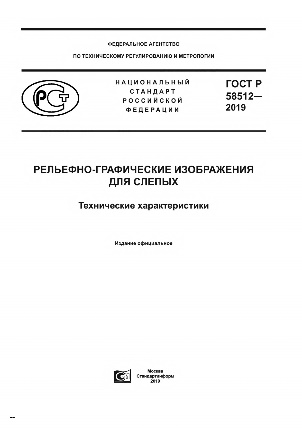 ФЕДЕРАЛЬНОЕ АГЕНТСТВО
ПО ТЕХНИЧЕСКОМУ РЕГУЛИРОВАНИЮ И МЕТРОЛОГИИ
НАЦИОНАЛЬНЫЙ
СТАНДАРТ
РОССИЙСКОЙ
ФЕДЕРАЦИИ
ГОСТ Р
58512—
2019
РЕЛЬЕФНО-ГРАФИЧЕСКИЕ ИЗОБРАЖЕНИЯ
ДЛЯ СЛЕПЫХ
Технические характеристики
Издание официальное
Москва
Стандартинформ
2019